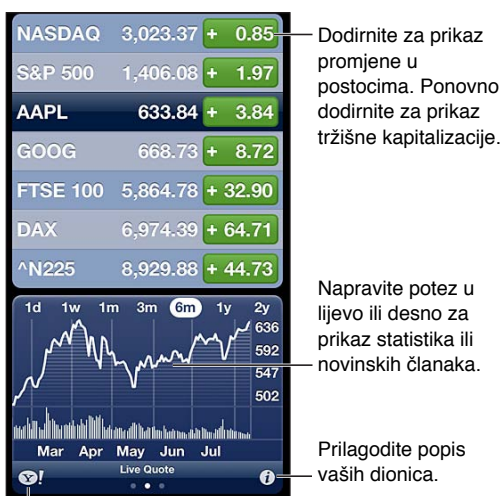 NASDAQ 3,023.37 + 0.85
S&P 500 1,406.08 + 1.97
AAPL 633.84 + 3.84
GOOG 668.73 + 8.72
FTSE 100 5,864.78 + 32.90
DAX 6,974.39 + 64.71
^N225 8,929.88 + 44.73
1d 1w 1m 3m 6m 1y 2y
636
592
547
502
Mar Apr May Jun Jul
Live Quote
Y!
i
Dodirnite za prikaz
promjene u
postocima. Ponovno
dodirnite za prikaz
tržišne kapitalizacije.
Napravite potez u
lijevo ili desno za
prikaz statistika ili
novinskih članaka.
Prilagodite popis
vaših dionica.